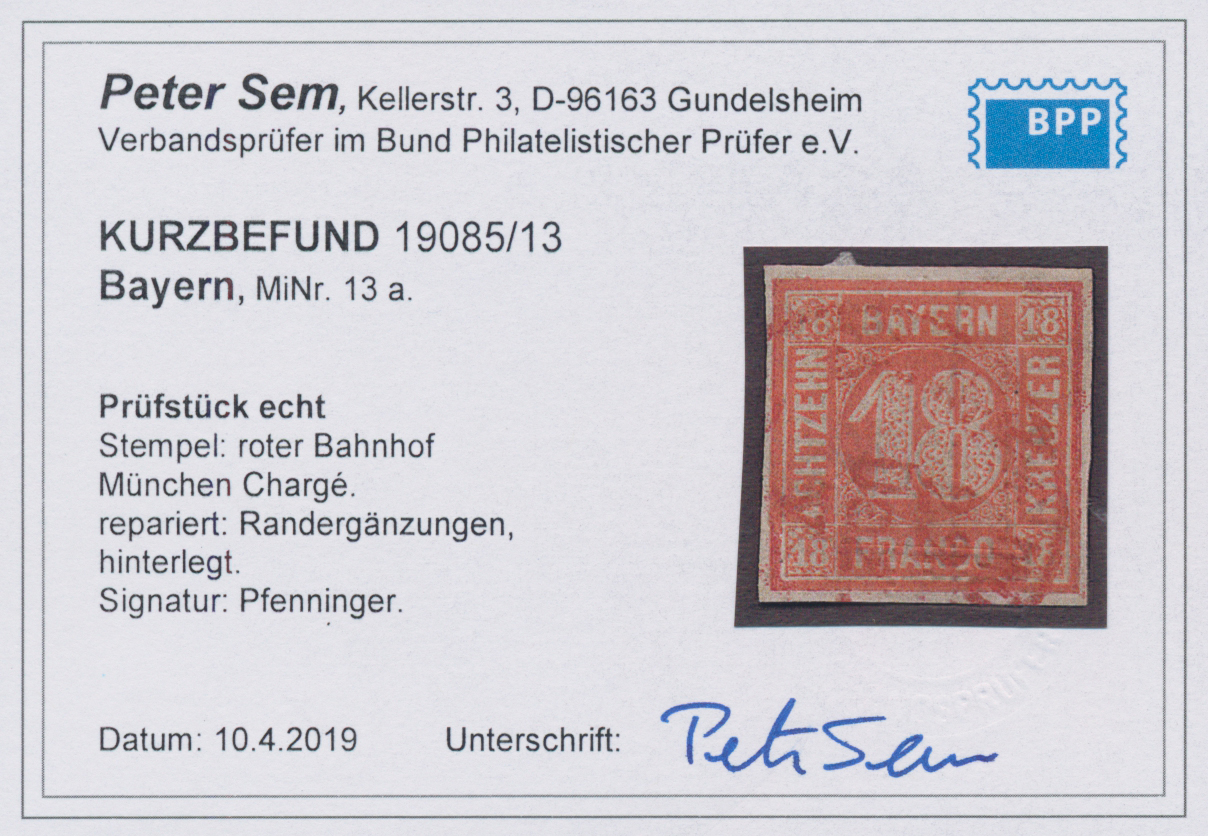 Peter Sem, Kellerstr. 3, D-96163 Gundelsheim
Verbandsprüfer im Bund Philatelistischer Prüfer e.V.
BPP
KURZBEFUND 19085/13
Bayern, MiNr. 13 a.
Prüfstück echt
Stempel: roter Bahnhof
München Chargé.
repariert: Randergänzungen,
hinterlegt.
Signatur: Pfenninger.
18 BAYERN 18
ACHTZEHN
18
KREUZER
18 FRANCO 18
Datum: 10.4.2019 Unterschrift: Peter Sem